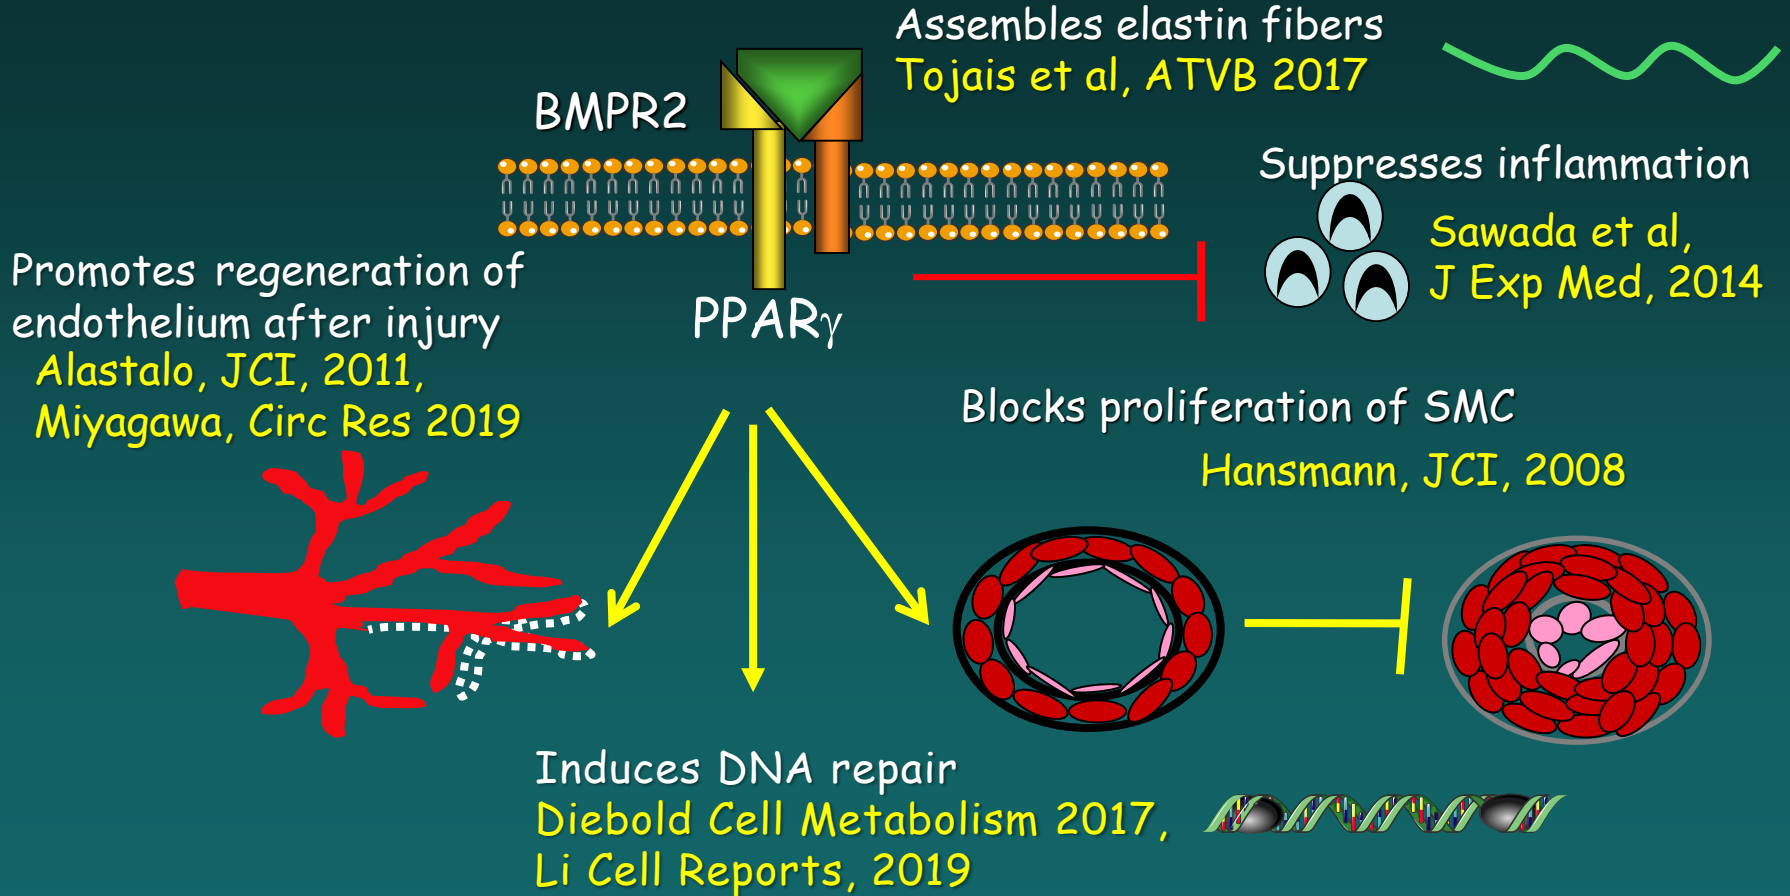 Assembles elastin fibers
Tojais et al, ATVB 2017
BMPR2
Suppresses inflammation
Sawada et al,
J Exp Med, 2014
Promotes regeneration of
endothelium after injury
Alastalo, JCI, 2011,
Miyagawa, Circ Res 2019
PPARγ
Blocks proliferation of SMC
Hansmann, JCI, 2008
Induces DNA repair
Diebold Cell Metabolism 2017,
Li Cell Reports, 2019